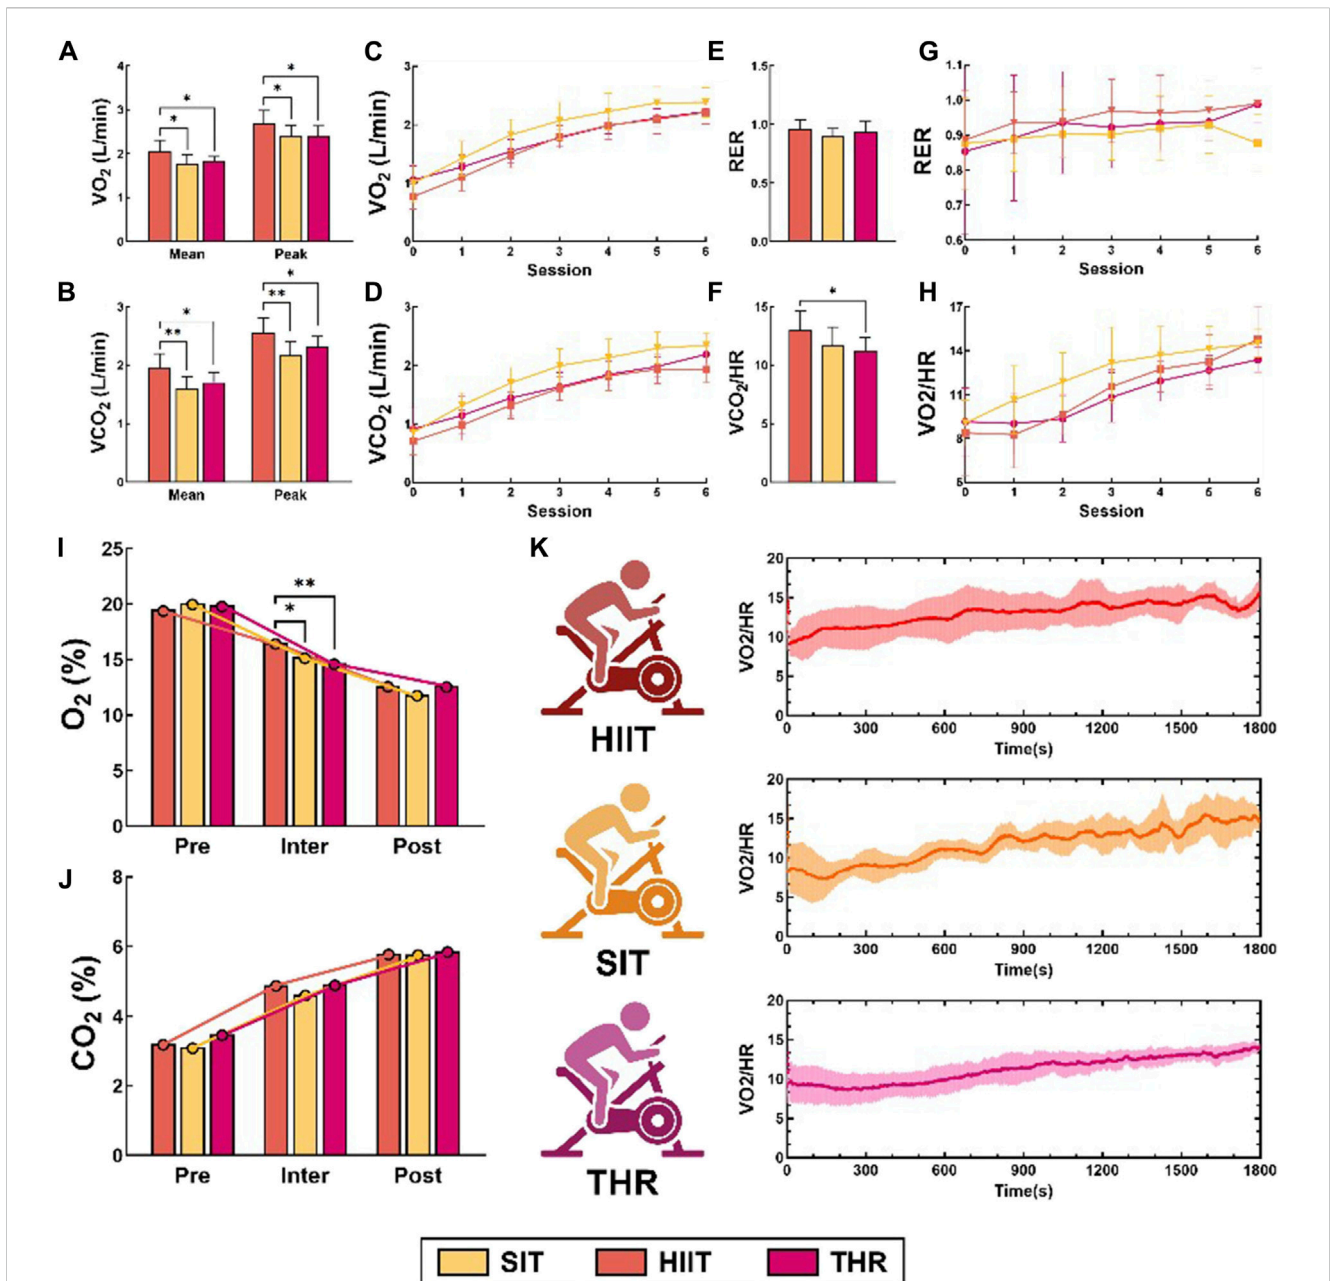 A
VO2 (L/min)
4
3
2
1
0
*
*
*
*
Mean
Peak
C
VO2 (L/min)
3
2
1
0
0 1 2 3 4 5 6
Session
E
RER
1.5
1.0
0.5
0.0
G
RER
1.1
1.0
0.9
0.8
0.7
0.6
0 1 2 3 4 5 6
Session
B
VCO2 (L/min)
3
2
1
0
*
**
*
**
Mean
Peak
D
VCO2 (L/min)
3
2
1
0
0 1 2 3 4 5 6
Session
F
VCO2/HR
15
10
5
0
*
H
VO2/HR
17
14
11
8
5
0 1 2 3 4 5 6
Session
I
O2 (%)
25
20
15
10
5
0
**
*
Pre Inter Post
J
CO2 (%)
8
6
4
2
0
Pre Inter Post
K
HIIT
VO2/HR
20
15
10
5
0
0 300 600 900 1200 1500 1800
Time(s)
SIT
VO2/HR
20
15
10
5
0
0 300 600 900 1200 1500 1800
Time(s)
THR
VO2/HR
20
15
10
5
0
0 300 600 900 1200 1500 1800
Time(s)
SIT HIIT THR